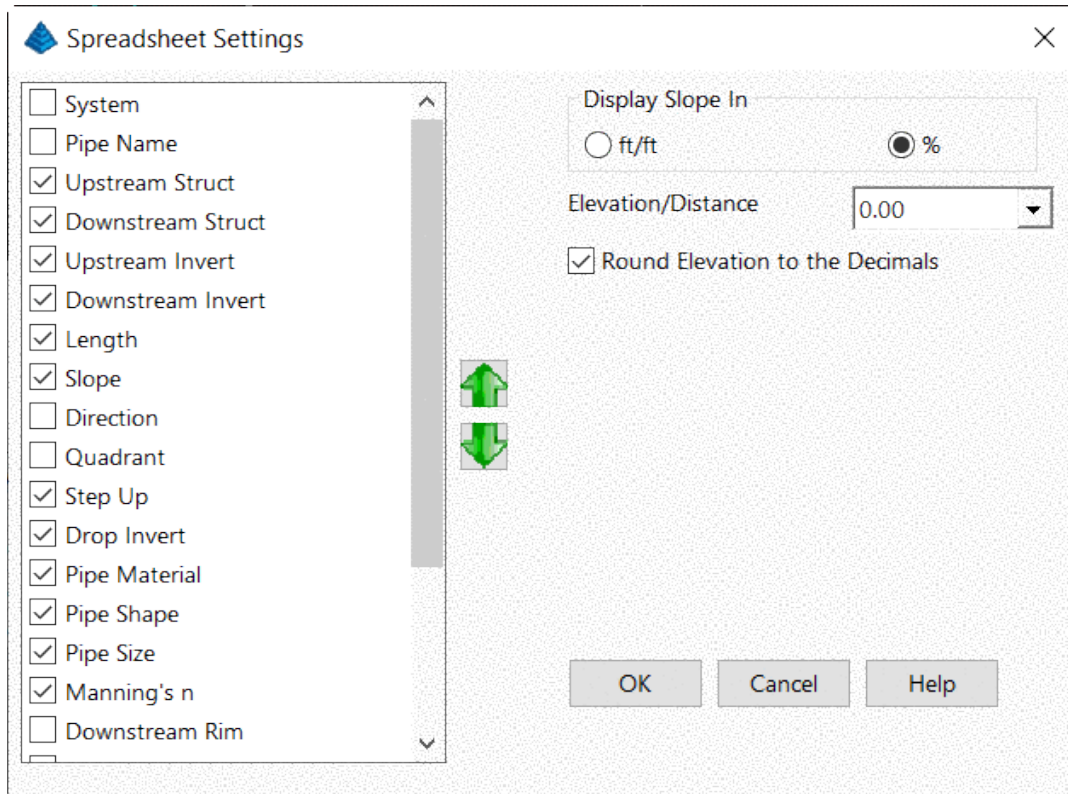 Spreadsheet Settings
System
Pipe Name
Upstream Struct
Downstream Struct
Upstream Invert
Downstream Invert
Length
Slope
Direction
Quadrant
Step Up
Drop Invert
Pipe Material
Pipe Shape
Pipe Size
Manning's n
Downstream Rim
Display Slope In
ft/ft
%
Elevation/Distance
0.00
Round Elevation to the Decimals
OK
Cancel
Help